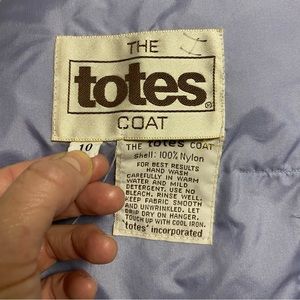 THE
totes®
COAT
10
THE totes COAT
Shell: 100% Nylon
FOR BEST RESULTS
HAND WASH
CAREFULLY IN WARM
WATER AND MILD
DETERGENT. USE NO
BLEACH. RINSE WELL.
KEEP FABRIC SMOOTH
AND UNWRINKLED. LET
DRIP DRY ON HANGER.
TOUCH UP WITH COOL IRON.
totes® incorporated